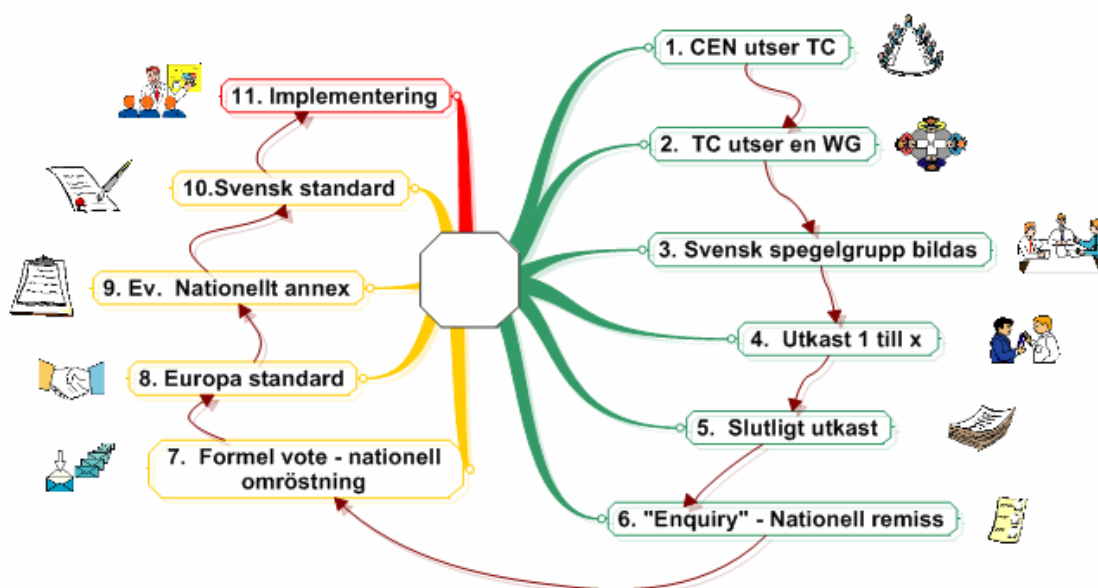 1. CEN utser TC
2. TC utser en WG
3. Svensk spegelgrupp bildas
4. Utkast 1 till x
5. Slutligt utkast
6. "Enquiry" - Nationell remiss
7. Formel vote - nationell
omröstning
8. Europa standard
9. Ev. Nationellt annex
10.Svensk standard
11. Implementering